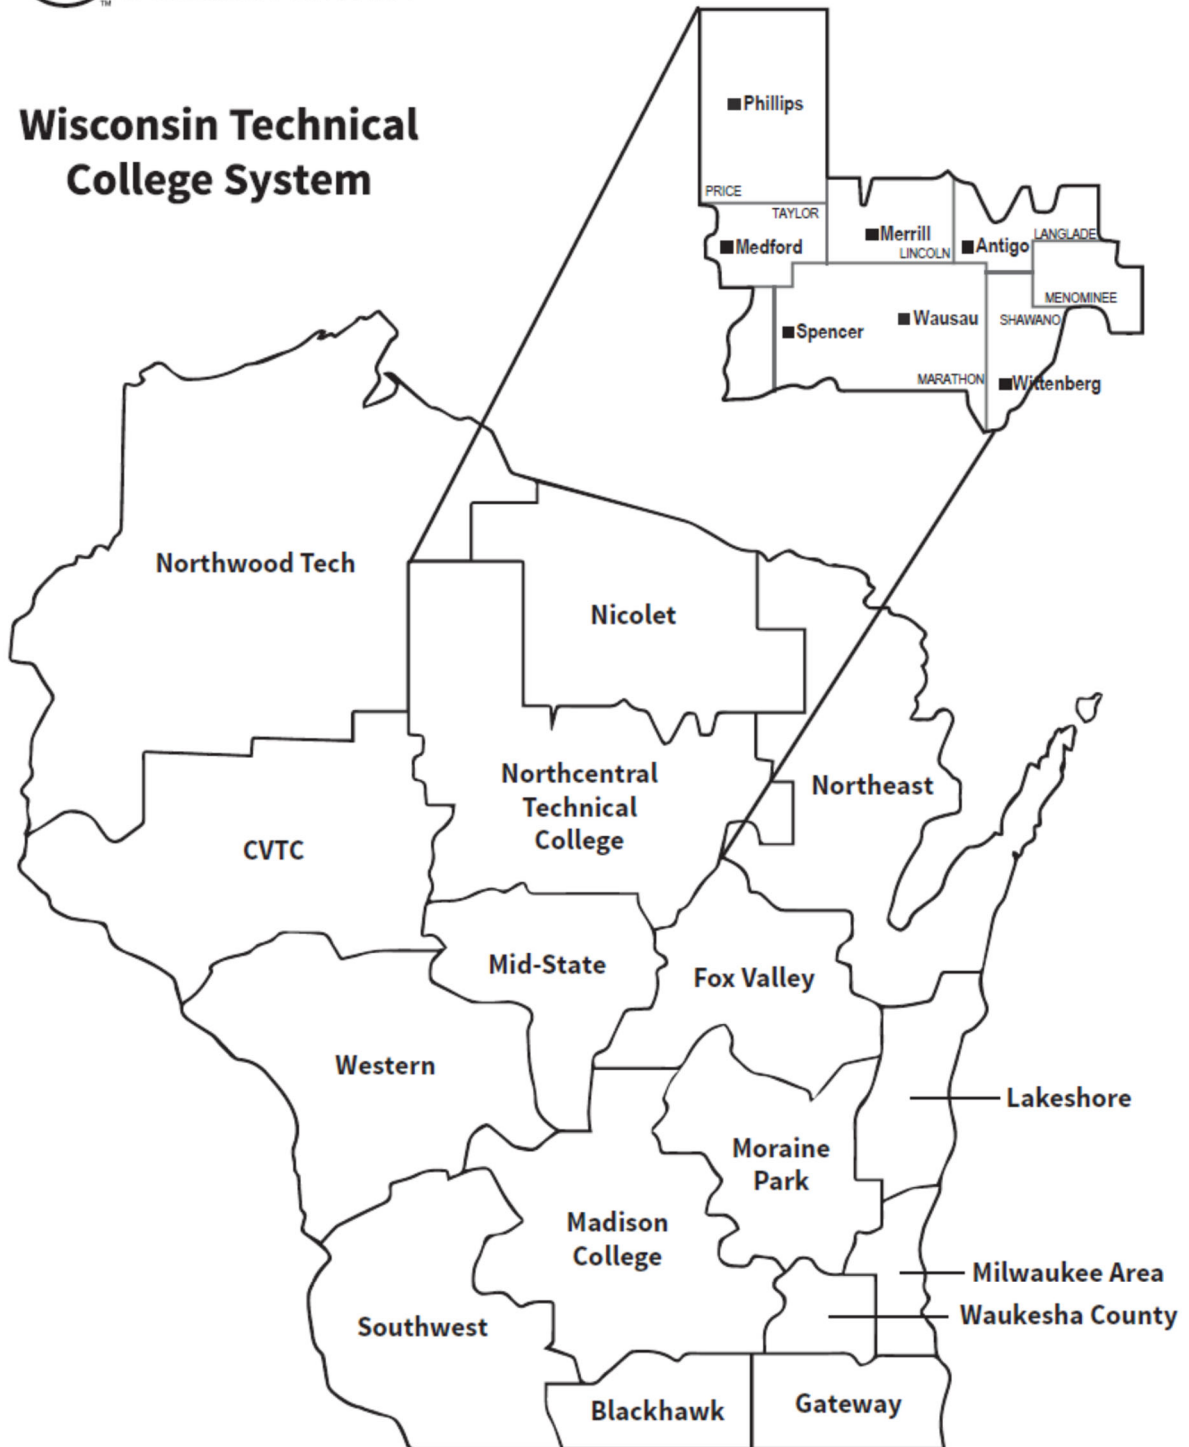 TM
Wisconsin Technical
College System
Phillips
PRICE
TAYLOR
Medford
Merrill
LINCOLN
Antigo
LANGLADE
MENOMINEE
Spencer
Wausau
SHAWANO
MARATHON
Wittenberg
Northwood Tech
Nicolet
Northcentral
Technical
College
Northeast
CVTC
Mid-State
Fox Valley
Western
Lakeshore
Moraine
Park
Madison
College
Milwaukee Area
Waukesha County
Southwest
Blackhawk
Gateway